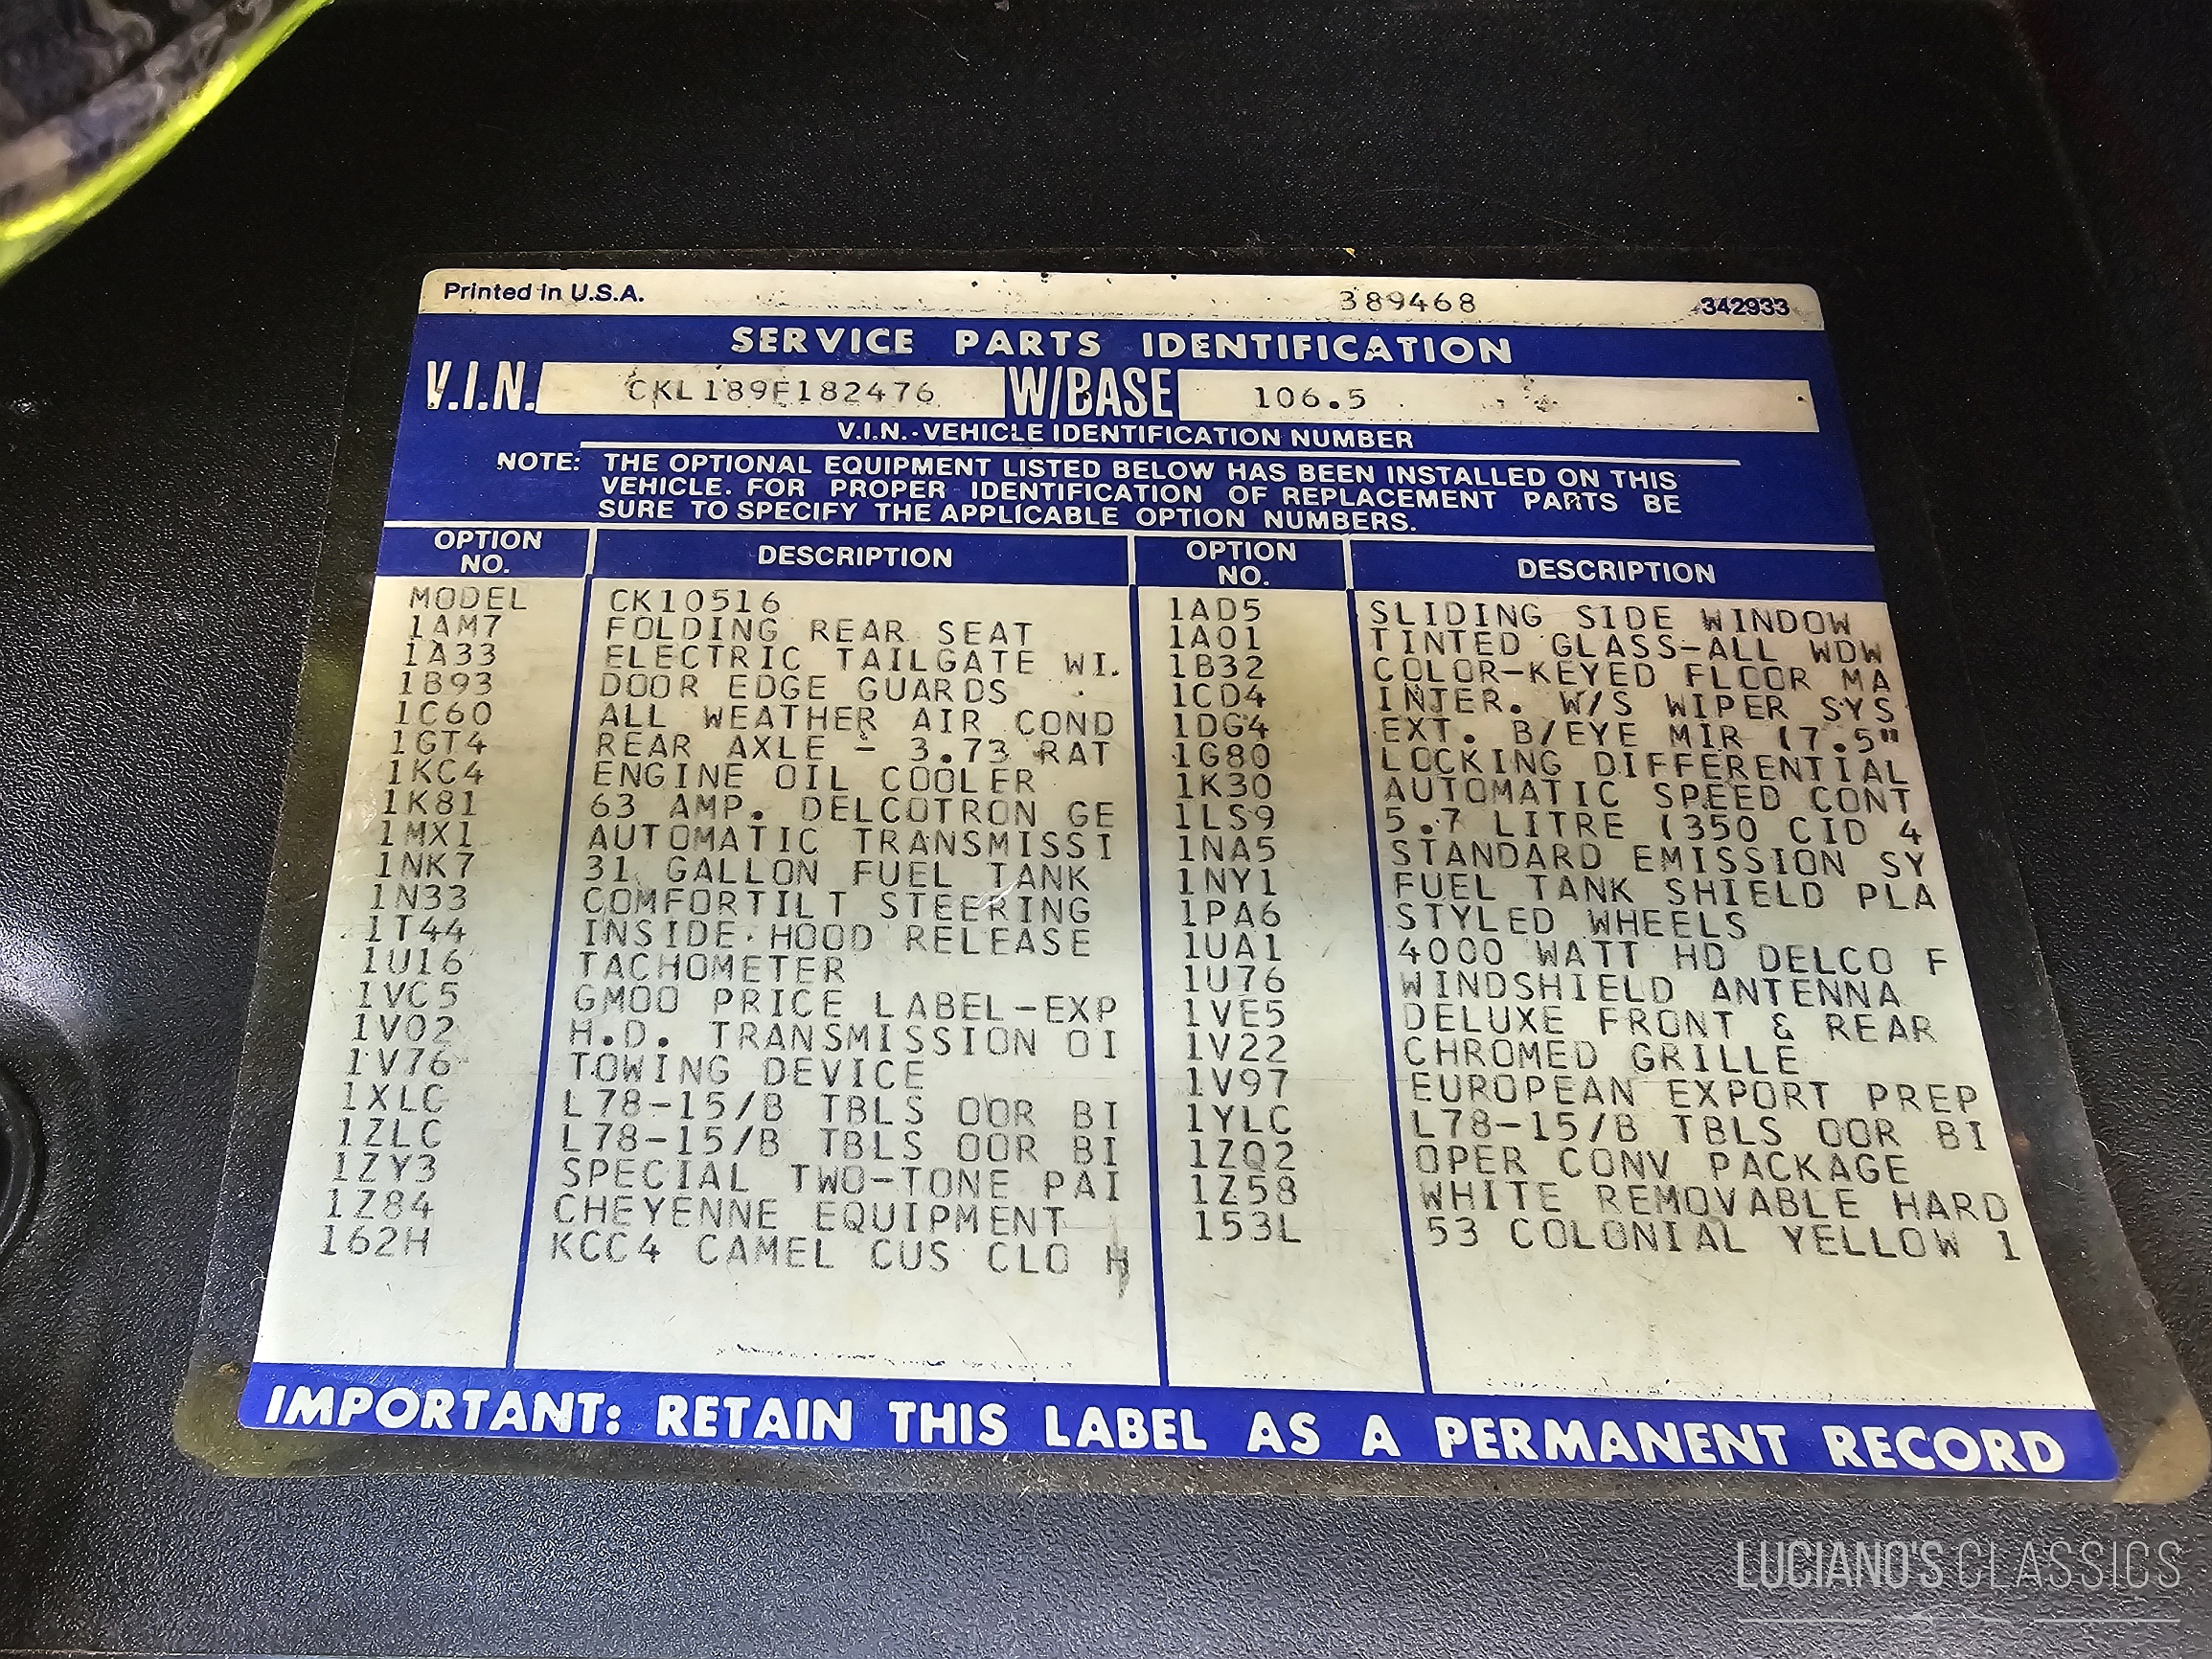 Printed in U.S.A. 389468 342933
SERVICE PARTS IDENTIFICATION
V.I.N. CKL189F182476 W/BASE 106.5
V.I.N.-VEHICLE IDENTIFICATION NUMBER
NOTE: THE OPTIONAL EQUIPMENT LISTED BELOW HAS BEEN INSTALLED ON THIS
VEHICLE. FOR PROPER IDENTIFICATION OF REPLACEMENT PARTS BE
SURE TO SPECIFY THE APPLICABLE OPTION NUMBERS.
OPTION NO. DESCRIPTION OPTION NO. DESCRIPTION
MODEL CK10516 1AD5 SLIDING SIDE WINDOW
1AM7 FOLDING REAR SEAT 1A01 TINTED GLASS-ALL WDW
1A33 ELECTRIC TAILGATE WI. 1B32 COLOR-KEYED FLOOR MA
1B93 DOOR EDGE GUARDS 1CD4 INTER. W/S WIPER SYS
1C60 ALL WEATHER AIR COND 1DG4 EXT. B/EYE MIR (7.5"
1GT4 REAR AXLE - 3.73 RAT 1G80 LOCKING DIFFERENTIAL
1KC4 ENGINE OIL COOLER 1K30 AUTOMATIC SPEED CONT
1K81 63 AMP. DELCOTRON GE 1LS9 5.7 LITRE (350 CID 4
1MX1 AUTOMATIC TRANSMISSI 1NA5 STANDARD EMISSION SY
1NK7 31 GALLON FUEL TANK 1NY1 FUEL TANK SHIELD PLA
1N33 COMFORTILT STEERING 1PA6 STYLED WHEELS
1T44 INSIDE HOOD RELEASE 1UA1 4000 WATT HD DELCO F
1U16 TACHOMETER 1U76 WINDSHIELD ANTENNA
1VC5 GMOO PRICE LABEL-EXP 1VE5 DELUXE FRONT & REAR
1V02 H.D. TRANSMISSION OI 1V22 CHROMED GRILLE
1V76 TOWING DEVICE 1V97 EUROPEAN EXPORT PREP
1XLC L78-15/B TBLS OOR BI 1YLC L78-15/B TBLS OOR BI
1ZLC L78-15/B TBLS OOR BI 1ZQ2 OPER CONV PACKAGE
1ZY3 SPECIAL TWO-TONE PAI 1Z58 WHITE REMOVABLE HARD
1Z84 CHEYENNE EQUIPMENT 153L 53 COLONIAL YELLOW 1
162H KCC4 CAMEL CUS CLO H
IMPORTANT: RETAIN THIS LABEL AS A PERMANENT RECORD
LUCIANO'S CLASSICS